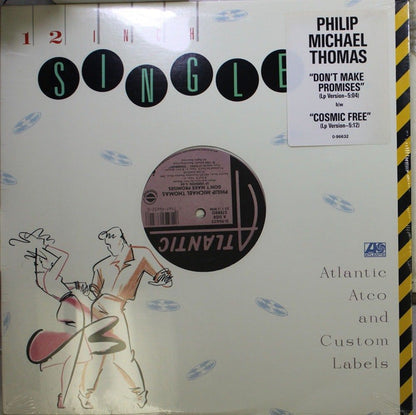 12 INCH
SINGLE
PHILIP
MICHAEL
THOMAS
"DON'T MAKE
PROMISES"
(Lp Version–5:04)
b/w
"COSMIC FREE"
(Lp Version–5:12)
0-96632
PHILIP MICHAEL THOMAS
DON'T MAKE PROMISES
ATLANTIC
Atlantic
Atco
and
Custom
Labels